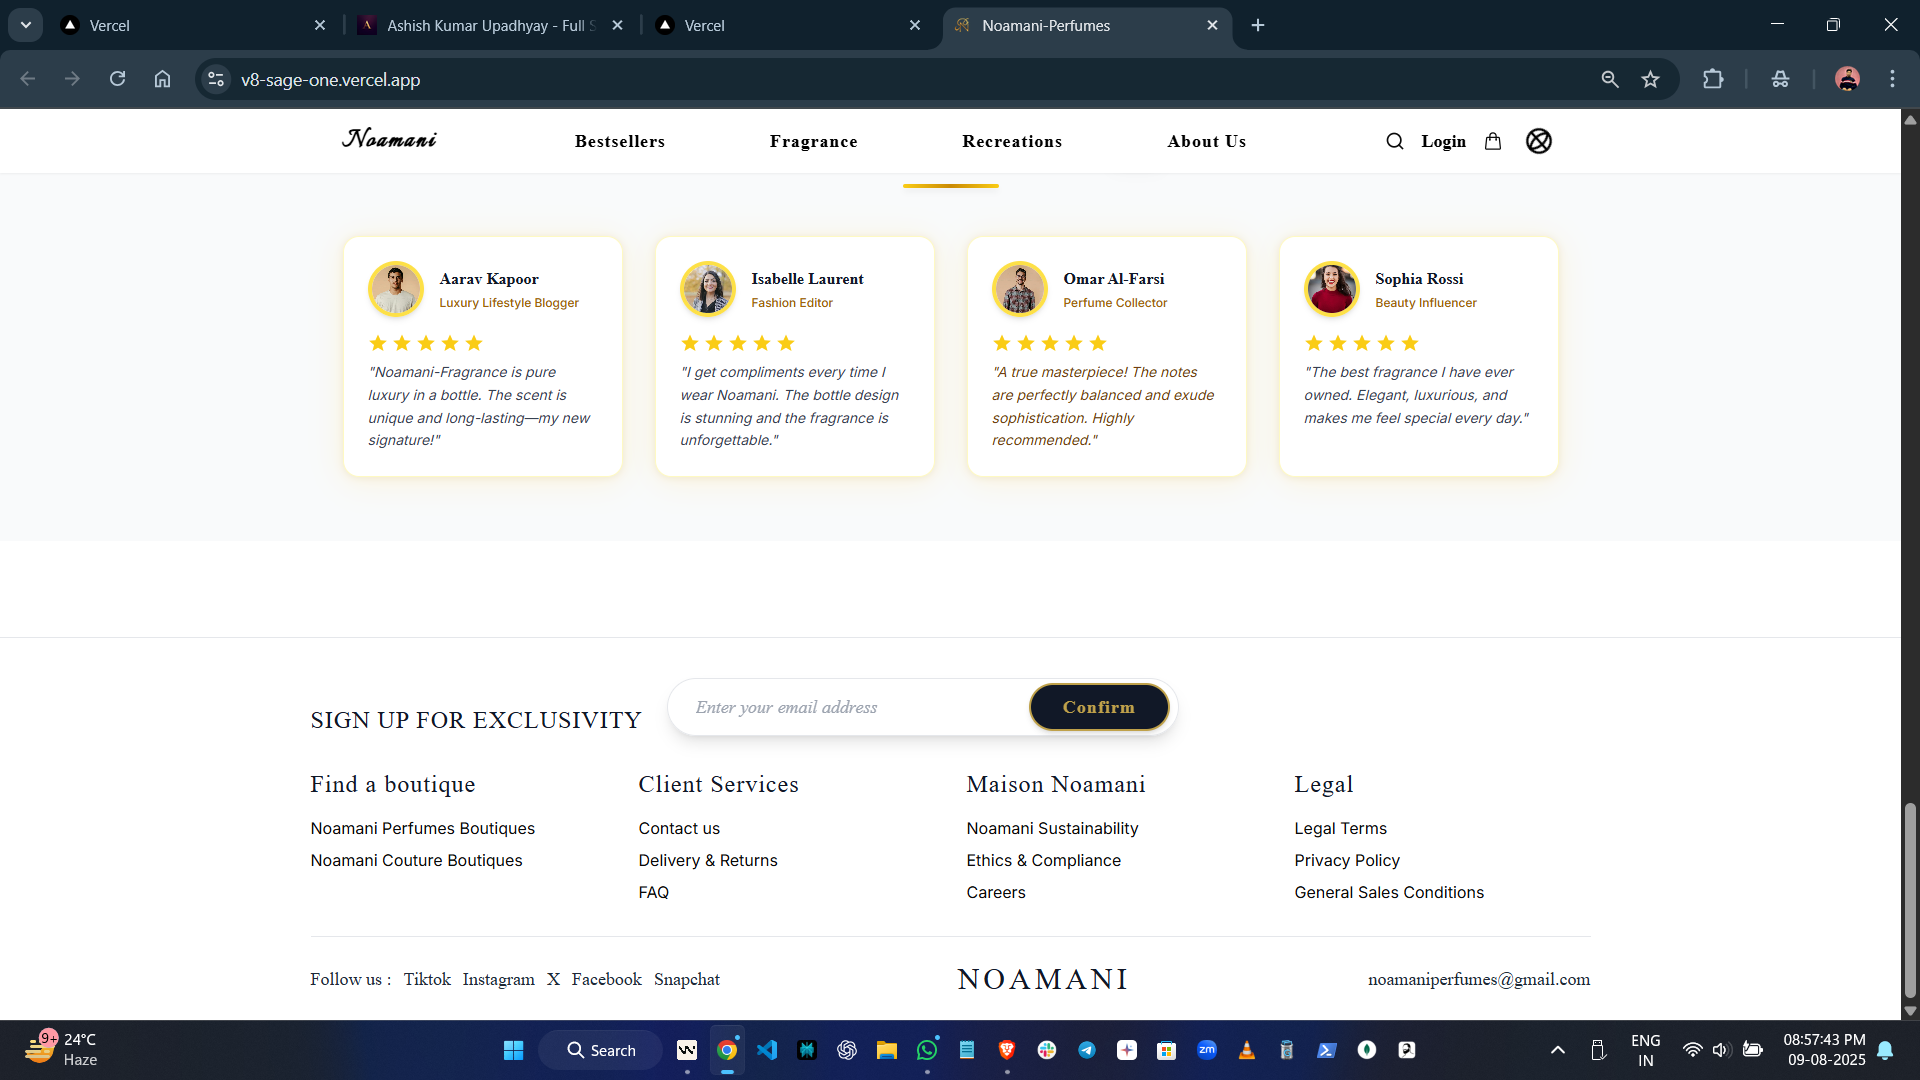 Vercel
Ashish Kumar Upadhyay - Full S
Vercel
Noamani-Perfumes
v8-sage-one.vercel.app
Noamani
Bestsellers
Fragrance
Recreations
About Us
Login
Aarav Kapoor
Luxury Lifestyle Blogger
"Noamani-Fragrance is pure
luxury in a bottle. The scent is
unique and long-lasting—my new
signature!"
Isabelle Laurent
Fashion Editor
"I get compliments every time I
wear Noamani. The bottle design
is stunning and the fragrance is
unforgettable."
Omar Al-Farsi
Perfume Collector
"A true masterpiece! The notes
are perfectly balanced and exude
sophistication. Highly
recommended."
Sophia Rossi
Beauty Influencer
"The best fragrance I have ever
owned. Elegant, luxurious, and
makes me feel special every day."
SIGN UP FOR EXCLUSIVITY
Enter your email address
Confirm
Find a boutique
Noamani Perfumes Boutiques
Noamani Couture Boutiques
Client Services
Contact us
Delivery & Returns
FAQ
Maison Noamani
Noamani Sustainability
Ethics & Compliance
Careers
Legal
Legal Terms
Privacy Policy
General Sales Conditions
Follow us : Tiktok Instagram X Facebook Snapchat
NOAMANI
noamaniperfumes@gmail.com
9+
24°C
Haze
Search
zm
ENG
IN
08:57:43 PM
09-08-2025